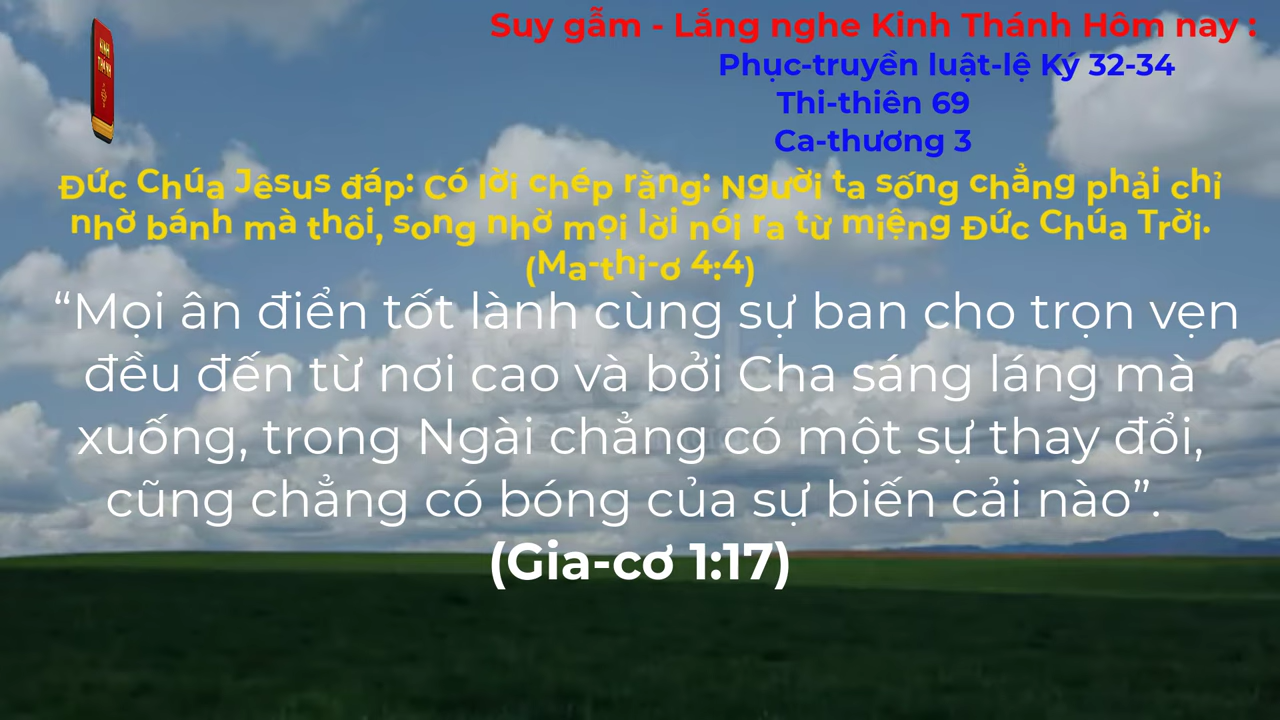 KINH
THÁNH
Suy gẫm - Lắng nghe Kinh Thánh Hôm nay :
Phục-truyền luật-lệ Ký 32-34
Thi-thiên 69
Ca-thương 3
Đức Chúa Jêsus đáp: Có lời chép rằng: Người ta sống chẳng phải chỉ
nhờ bánh mà thôi, song nhờ mọi lời nói ra từ miệng Đức Chúa Trời.
(Ma-thi-ơ 4:4)
“Mọi ân điển tốt lành cùng sự ban cho trọn vẹn
đều đến từ nơi cao và bởi Cha sáng láng mà
xuống, trong Ngài chẳng có một sự thay đổi,
cũng chẳng có bóng của sự biến cải nào”.
(Gia-cơ 1:17)